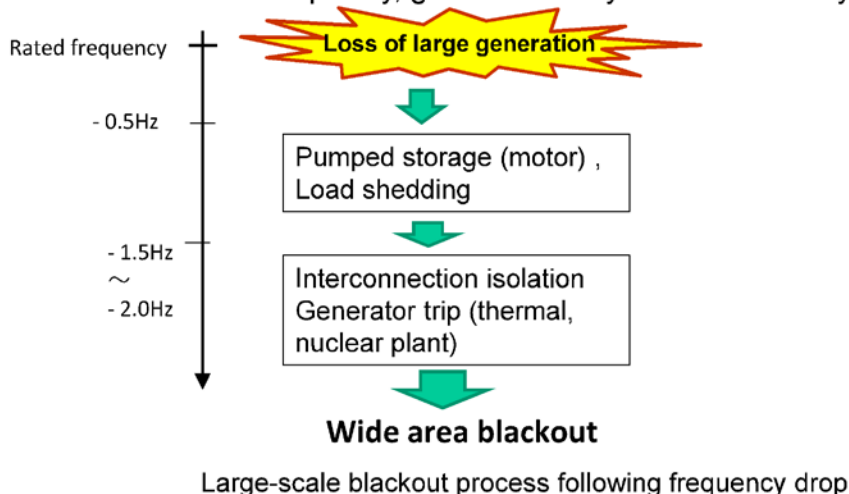 Rated frequency
Loss of large generation
- 0.5Hz
Pumped storage (motor) ,
Load shedding
- 1.5Hz
~
- 2.0Hz
Interconnection isolation
Generator trip (thermal,
nuclear plant)
Wide area blackout
Large-scale blackout process following frequency drop